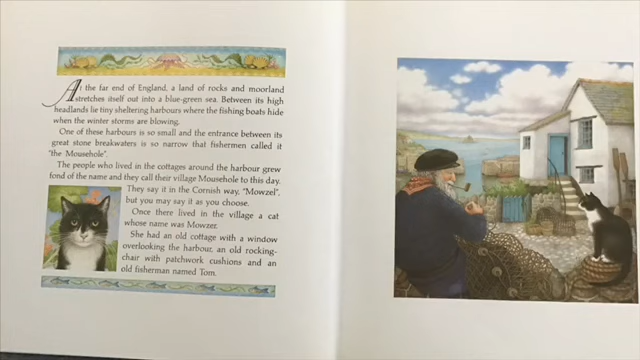 At the far end of England, a land of rocks and moorland
stretches itself out into a blue-green sea. Between its high
headlands lie tiny sheltering harbours where the fishing boats hide
when the winter storms are blowing.
One of these harbours is so small and the entrance between its
great stone breakwaters is so narrow that fishermen called it
"the Mousehole".
The people who lived in the cottages around the harbour grew
fond of the name and they call their village Mousehole to this day.
They say it in the Cornish way, "Mowzel",
but you may say it as you choose.
Once there lived in the village a cat
whose name was Mowzer.
She had an old cottage with a window
overlooking the harbour, an old rocking-
chair with patchwork cushions and an
old fisherman named Tom.